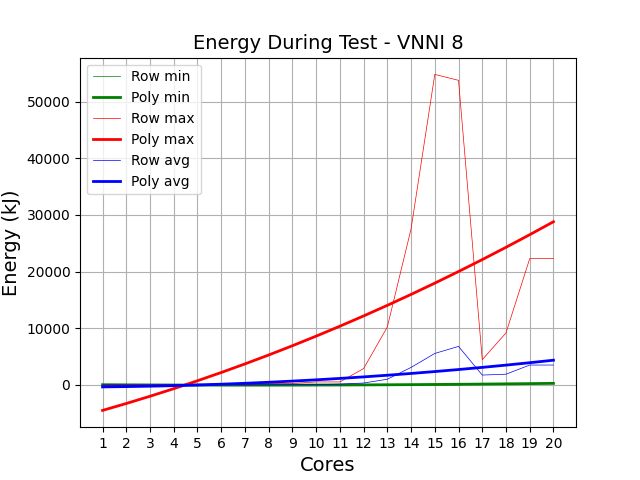 Energy During Test - VNNI 8
Row min
Poly min
Row max
Poly max
Row avg
Poly avg
50000
40000
30000
20000
10000
0
Energy (kJ)
1 2 3 4 5 6 7 8 9 10 11 12 13 14 15 16 17 18 19 20
Cores